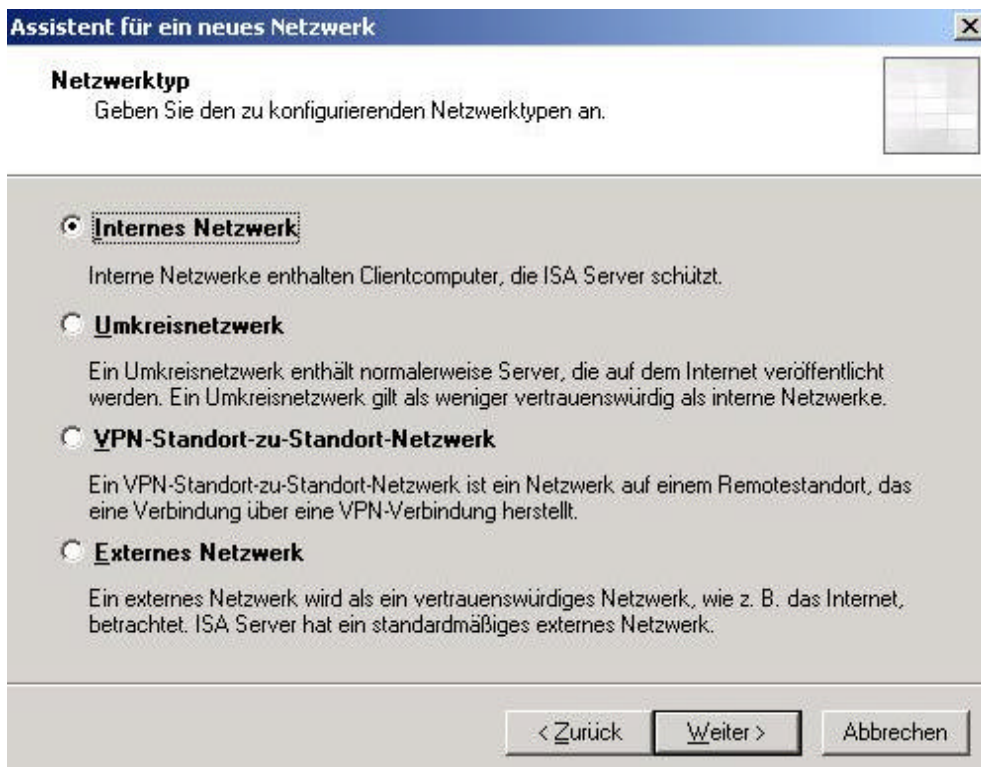 Assistent für ein neues Netzwerk
Netzwerktyp
Geben Sie den zu konfigurierenden Netzwerktypen an.
Internes Netzwerk
Interne Netzwerke enthalten Clientcomputer, die ISA Server schützt.
Umkreisnetzwerk
Ein Umkreisnetzwerk enthält normalerweise Server, die auf dem Internet veröffentlicht
werden. Ein Umkreisnetzwerk gilt als weniger vertrauenswürdig als interne Netzwerke.
VPN-Standort-zu-Standort-Netzwerk
Ein VPN-Standort-zu-Standort-Netzwerk ist ein Netzwerk auf einem Remotestandort, das
eine Verbindung über eine VPN-Verbindung herstellt.
Externes Netzwerk
Ein externes Netzwerk wird als ein vertrauenswürdiges Netzwerk, wie z. B. das Internet,
betrachtet. ISA Server hat ein standardmäßiges externes Netzwerk.
< Zurück
Weiter >
Abbrechen